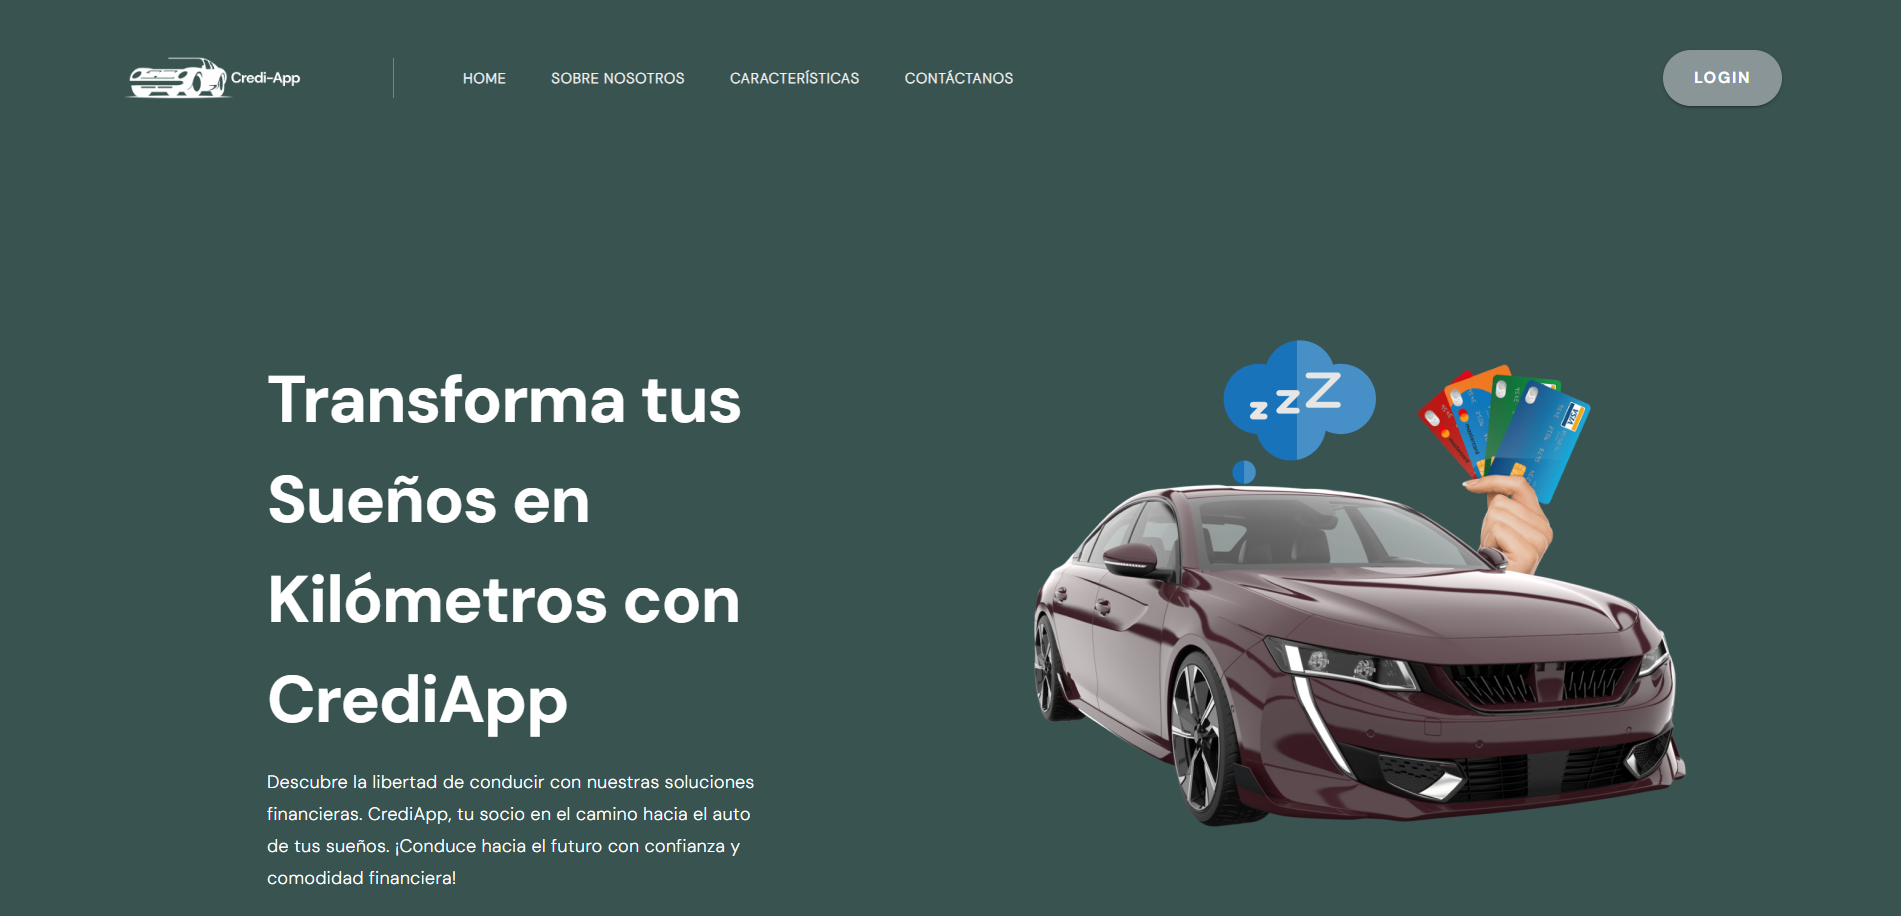 Credi-App
HOME
SOBRE NOSOTROS
CARACTERÍSTICAS
CONTÁCTANOS
LOGIN
Transforma tus
Sueños en
Kilómetros con
CrediApp
Descubre la libertad de conducir con nuestras soluciones
financieras. CrediApp, tu socio en el camino hacia el auto
de tus sueños. ¡Conduce hacia el futuro con confianza y
comodidad financiera!
z z Z
VISA